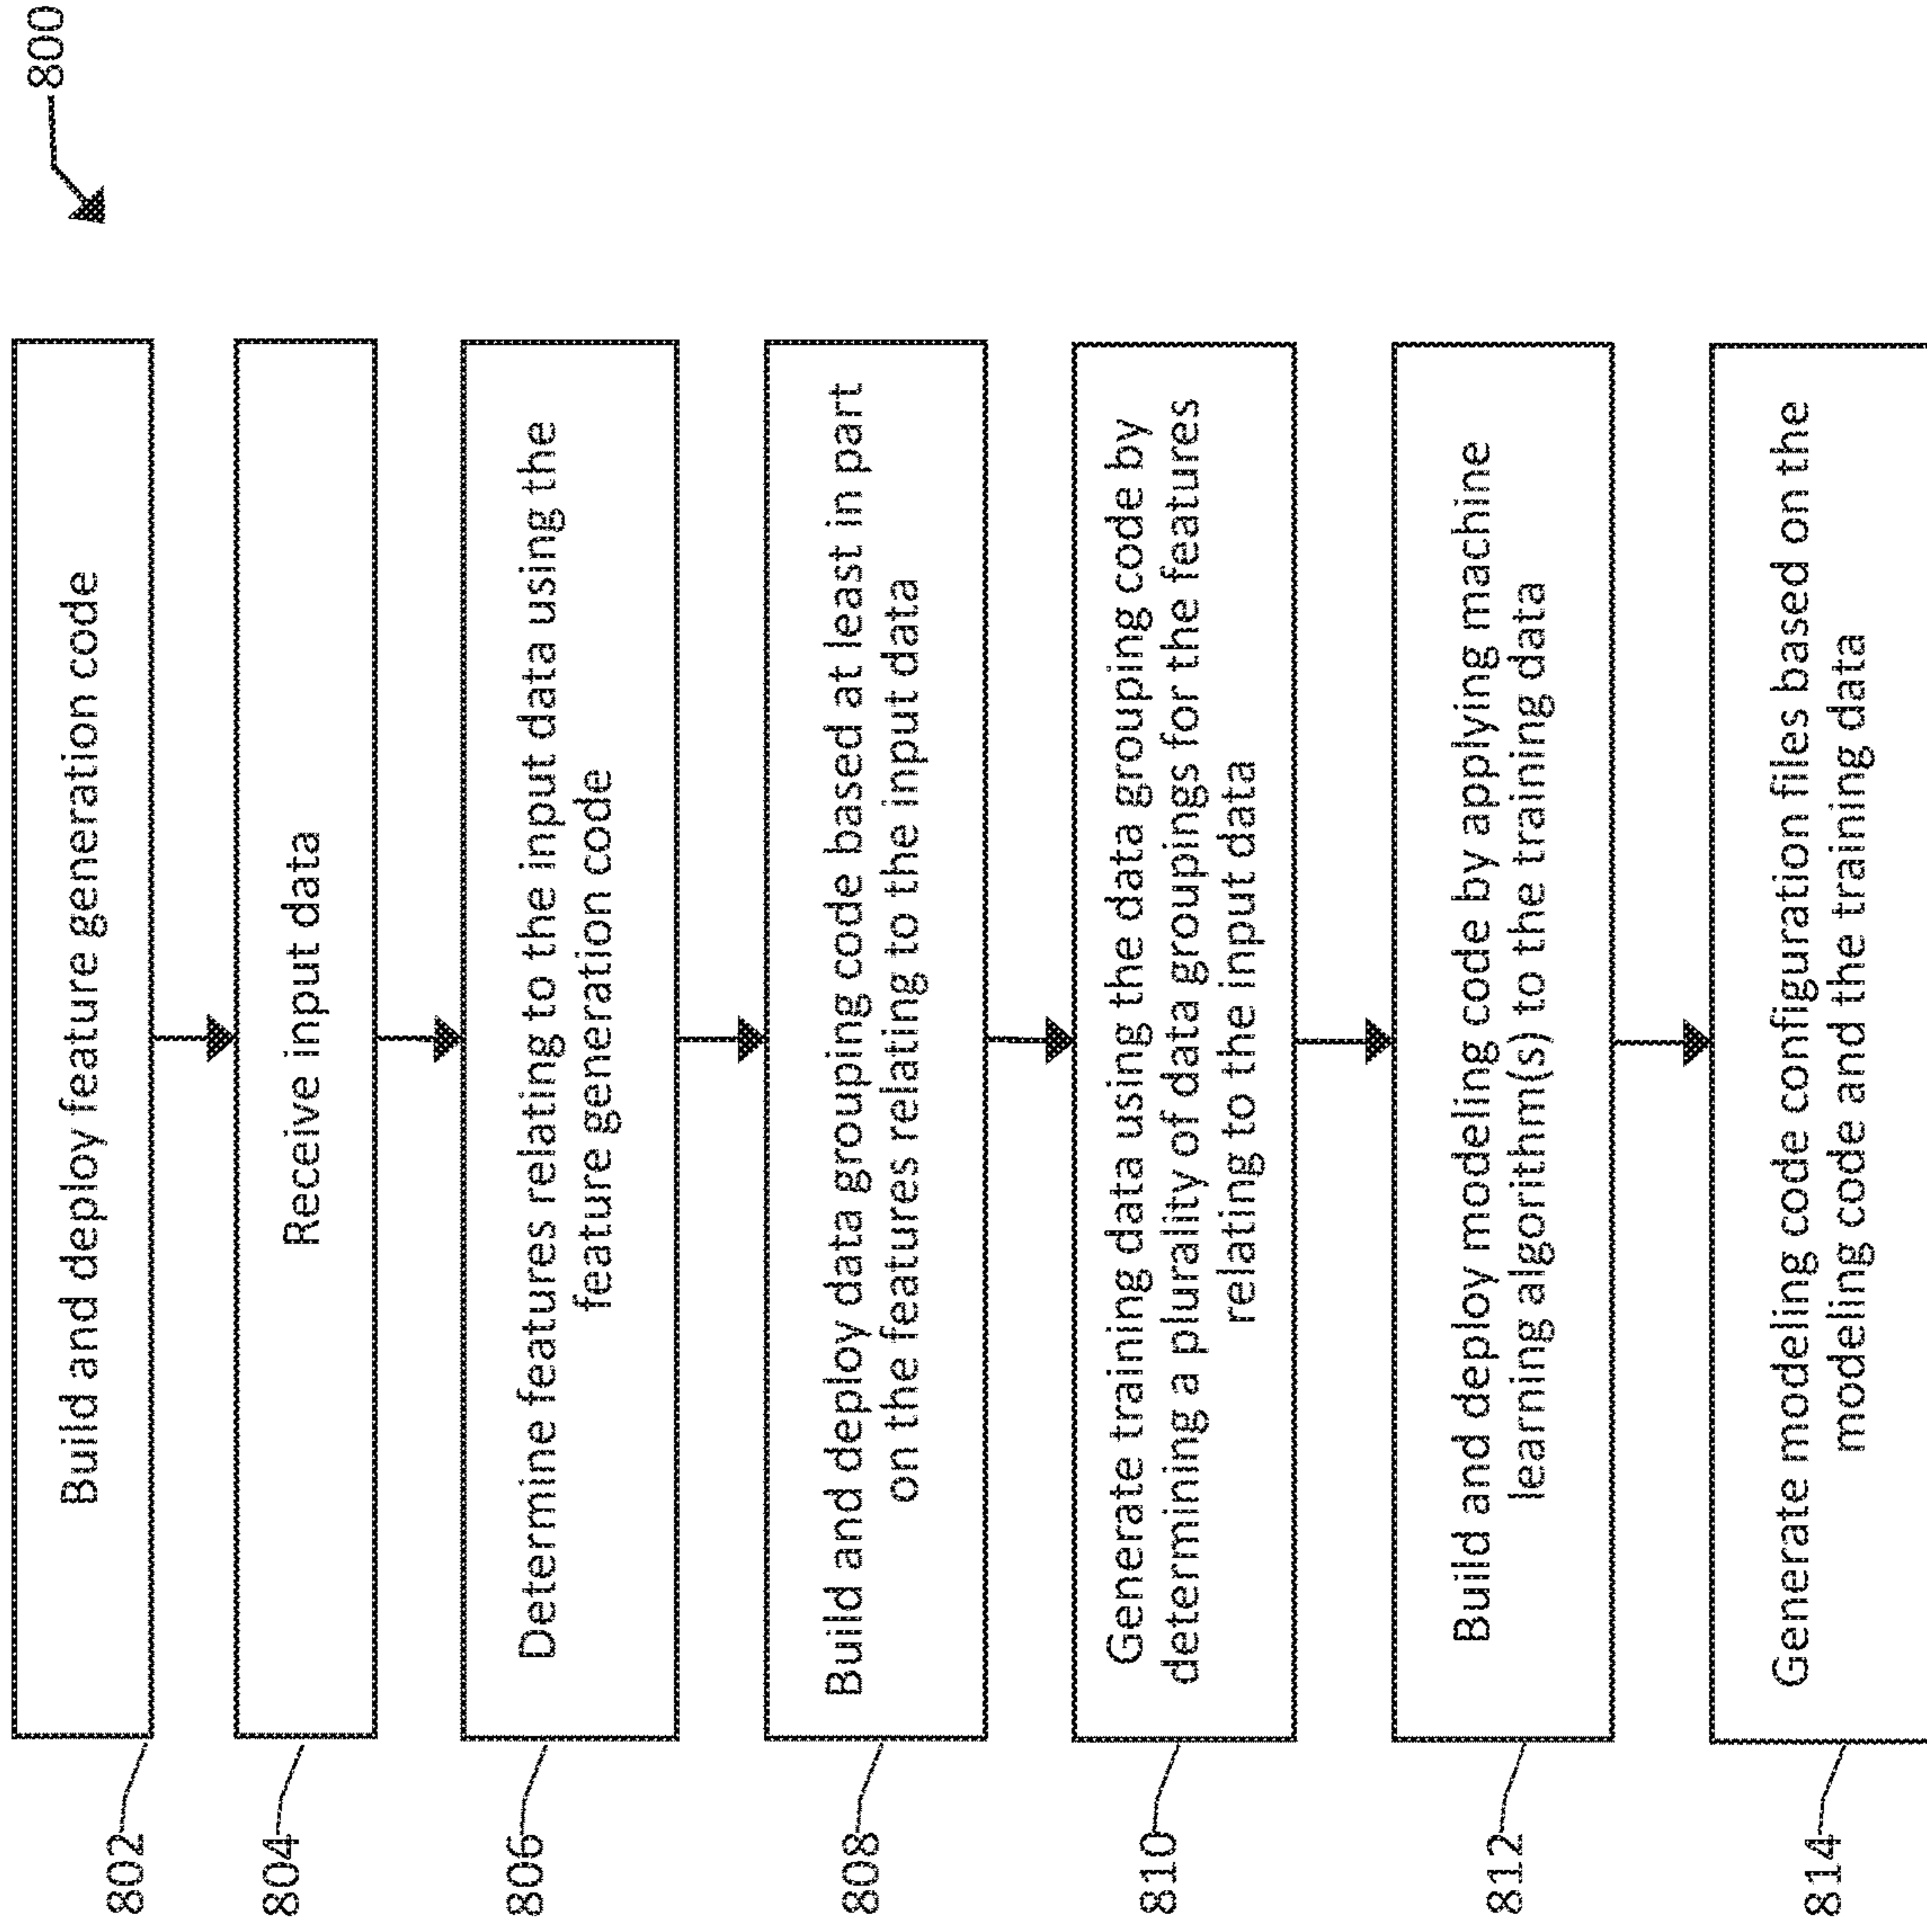 800
802
Build and deploy feature generation code
804
Receive input data
806
Determine features relating to the input data using the
feature generation code
808
Build and deploy data grouping code based at least in part
on the features relating to the input data
810
Generate training data using the data grouping code by
determining a plurality of data groupings for the features
relating to the input data
812
Build and deploy modeling code by applying machine
learning algorithm(s) to the training data
814
Generate modeling code configuration files based on the
modeling code and the training data